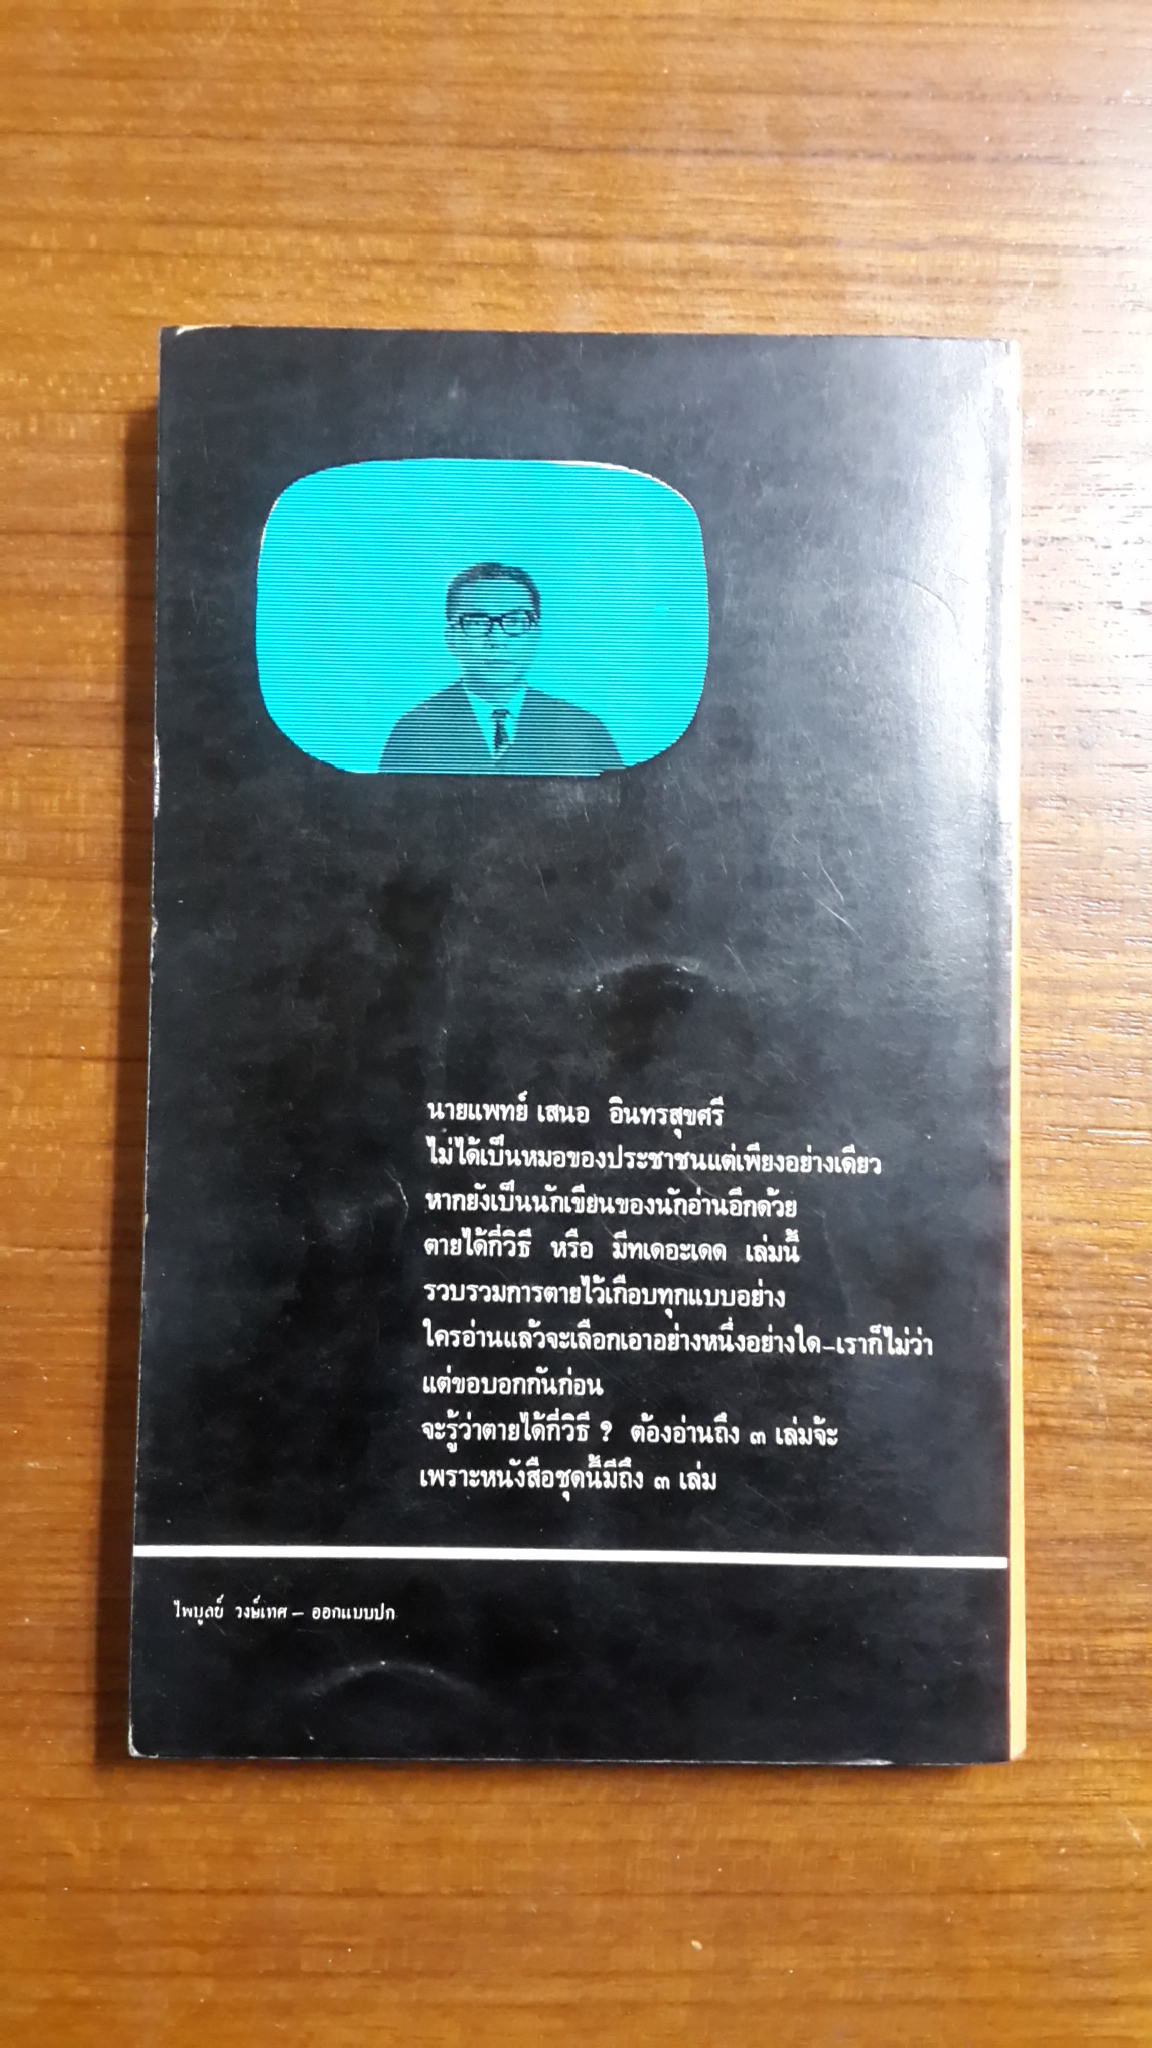 นายแพทย์ เสนอ อินทรสุขศรี
ไม่ได้เป็นหมอของประชาชนแต่เพียงอย่างเดียว
หากยังเป็นนักเขียนของนักอ่านอีกด้วย
ตายได้กี่วิธี หรือ มีทเดอะเดด เล่มนี้
รวบรวมการตายไว้เกือบทุกแบบอย่าง
ใครอ่านแล้วจะเลือกเอาอย่างหนึ่งอย่างใด–เราก็ไม่ว่า
แต่ขอบอกกันก่อน
จะรู้ว่าตายได้กี่วิธี ? ต้องอ่านถึง ๓ เล่มจ้ะ
เพราะหนังสือชุดนี้มีถึง ๓ เล่ม
ไพบูลย์ วงษ์เทศ – ออกแบบปก